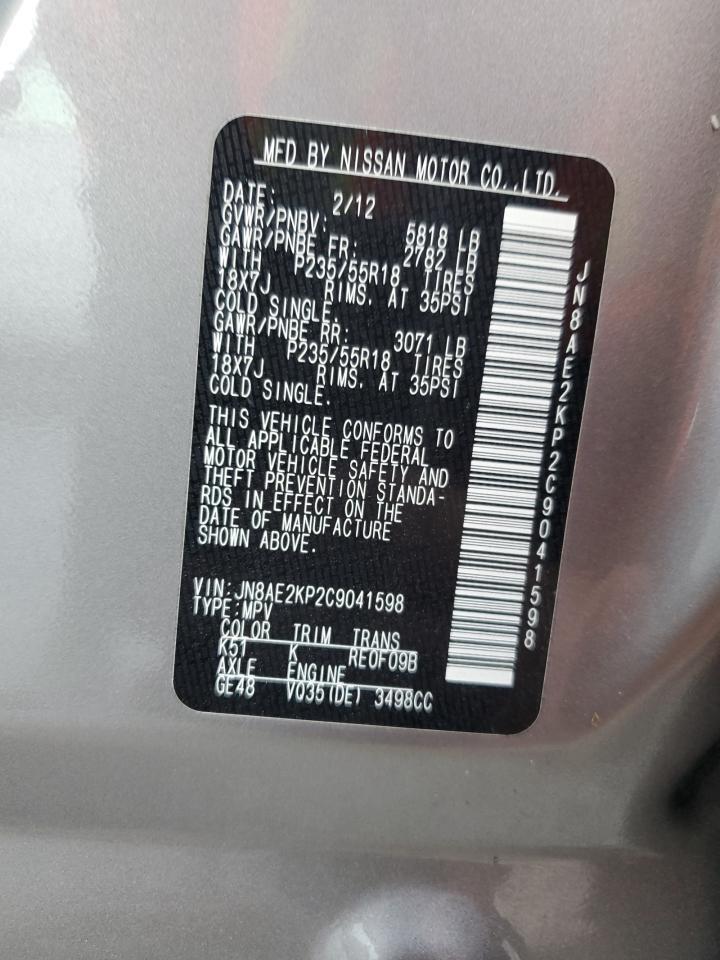 MFD BY NISSAN MOTOR CO.,LTD.
DATE: 2/12
GVWR/PNBV: 5818 LB
GAWR/PNBE FR: 2782 LB
WITH P235/55R18 TIRES
18X7J RIMS, AT 35PSI
COLD SINGLE.
GAWR/PNBE RR: 3071 LB
WITH P235/55R18 TIRES
18X7J RIMS, AT 35PSI
COLD SINGLE.
THIS VEHICLE CONFORMS TO
ALL APPLICABLE FEDERAL
MOTOR VEHICLE SAFETY AND
THEFT PREVENTION STANDA-
RDS IN EFFECT ON THE
DATE OF MANUFACTURE
SHOWN ABOVE.
VIN:JN8AE2KP2C9041598
TYPE:MPV
COLOR TRIM TRANS
K51 K RE0F09B
AXLE ENGINE
GE48 VQ35(DE) 3498CC
JN8AE2KP2C9041598